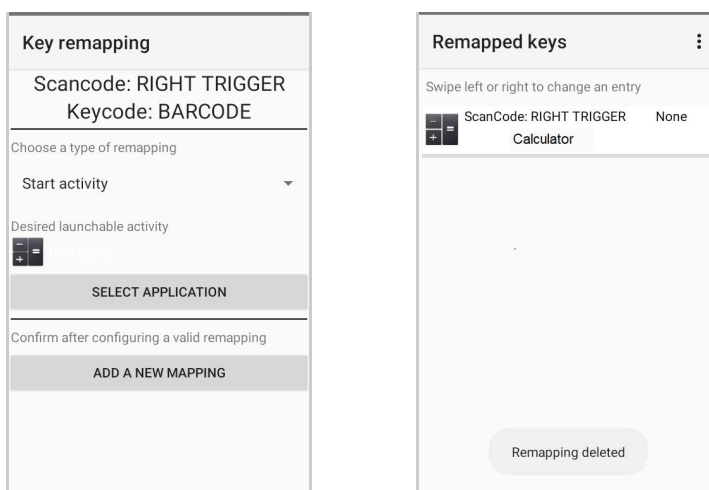 Key remapping
Scancode: RIGHT TRIGGER
Keycode: BARCODE
Choose a type of remapping
Start activity
Desired launchable activity
SELECT APPLICATION
Confirm after configuring a valid remapping
ADD A NEW MAPPING
Remapped keys
Swipe left or right to change an entry
ScanCode: RIGHT TRIGGER None
Calculator
Remapping deleted